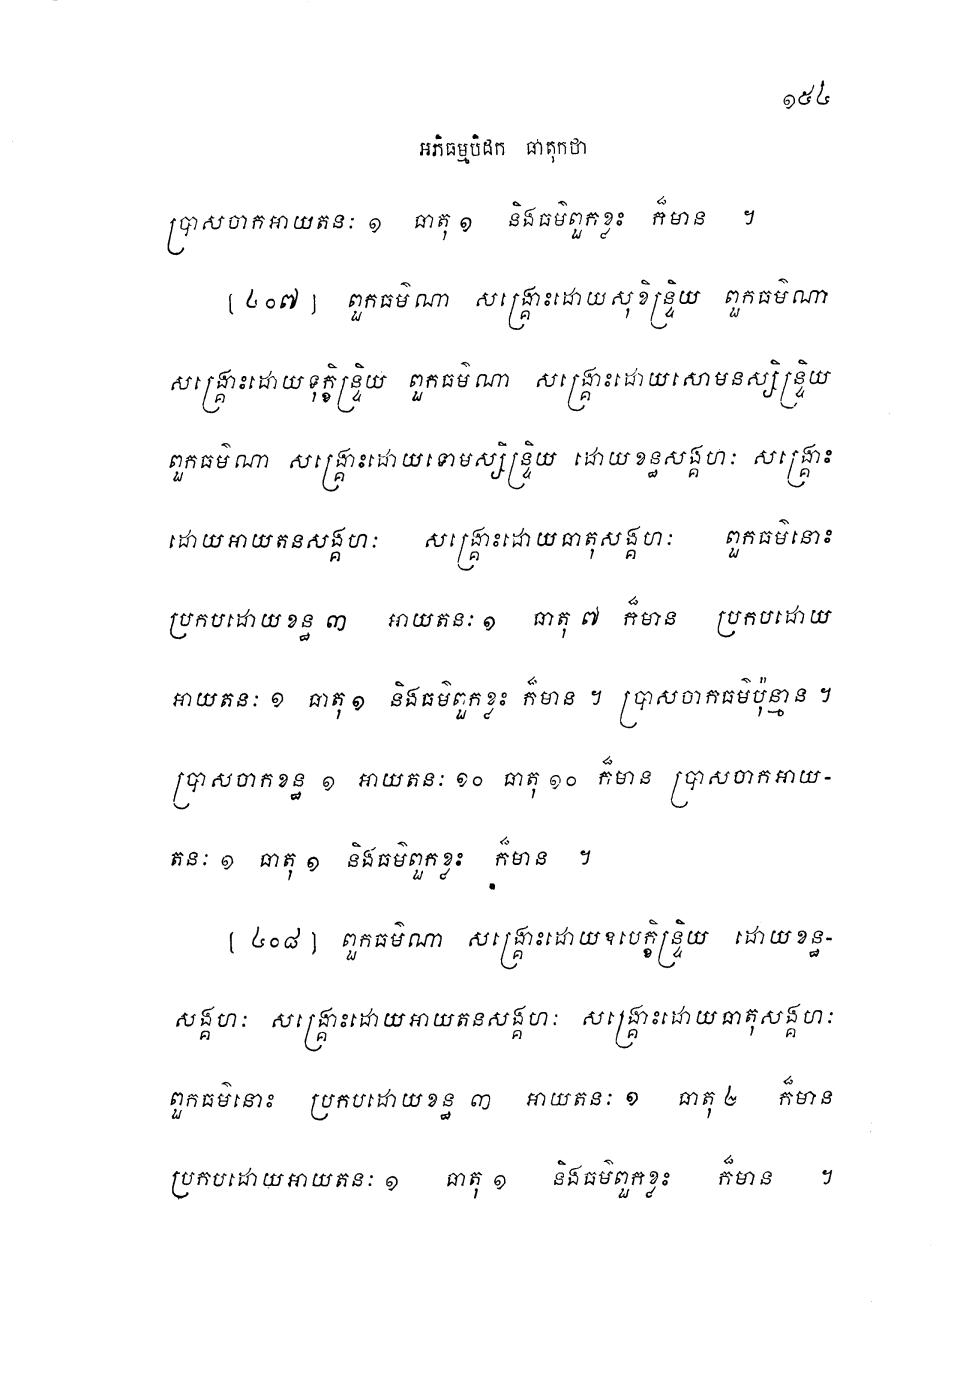 ១៥៤
អភិធម្មបិដក ធាតុកថា
ប្រាសចាកអាយតនៈ ១ ធាតុ ១ និងធម៌ពួកខ្លះ ក៏មាន ។
[៤០៧] ពួកធម៌ណា សង្គ្រោះដោយសុខិន្ទ្រិយ ពួកធម៌ណា
សង្គ្រោះដោយទុក្ខិន្ទ្រិយ ពួកធម៌ណា សង្គ្រោះដោយសោមនស្សិន្ទ្រិយ
ពួកធម៌ណា សង្គ្រោះដោយទោមស្សិន្ទ្រិយ ដោយខន្ធសង្គហៈ សង្គ្រោះ
ដោយអាយតនសង្គហៈ សង្គ្រោះដោយធាតុសង្គហៈ ពួកធម៌នោះ
ប្រកបដោយខន្ធ ៣ អាយតនៈ ១ ធាតុ ៧ ក៏មាន ប្រកបដោយ
អាយតនៈ ១ ធាតុ ១ និងធម៌ពួកខ្លះ ក៏មាន ។ ប្រាសចាកធម៌ប៉ុន្មាន ។
ប្រាសចាកខន្ធ ១ អាយតនៈ ១០ ធាតុ ១០ ក៏មាន ប្រាសចាកអាយ-
តនៈ ១ ធាតុ ១ និងធម៌ពួកខ្លះ ក៏មាន ។
[៤០៨] ពួកធម៌ណា សង្គ្រោះដោយឧបេក្ខិន្ទ្រិយ ដោយខន្ធ-
សង្គហៈ សង្គ្រោះដោយអាយតនសង្គហៈ សង្គ្រោះដោយធាតុសង្គហៈ
ពួកធម៌នោះ ប្រកបដោយខន្ធ ៣ អាយតនៈ ១ ធាតុ ៤ ក៏មាន
ប្រកបដោយអាយតនៈ ១ ធាតុ ១ និងធម៌ពួកខ្លះ ក៏មាន ។